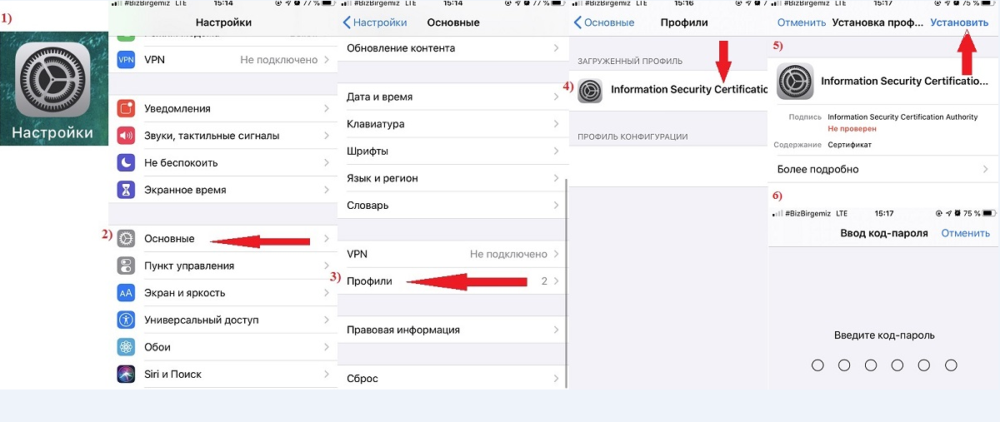 1)
Настройки
#BizBirgemiz 15:14 77 %
Настройки
VPN Не подключено
Уведомления
Звуки, тактильные сигналы
Не беспокоить
Экранное время
2) Основные
Пункт управления
Экран и яркость
Универсальный доступ
Обои
Siri и Поиск
#BizBirgemiz LTE 15:14 77 %
Настройки Основные
Обновление контента
Дата и время
Клавиатура
Шрифты
Язык и регион
Словарь
VPN Не подключено
3) Профили 2
Правовая информация
Сброс
#BizBirgemiz LTE 15:16
Основные Профили
ЗАГРУЖЕННЫЙ ПРОФИЛЬ
4) Information Security Certificatio
ПРОФИЛЬ КОНФИГУРАЦИИ
#BizBirgemiz LTE 15:17 75 %
Отменить Установка проф... Установить
5)
Information Security Certificatio...
Подпись Information Security Certification Authority
Не проверен
Содержание Сертификат
Более подробно
6)
#BizBirgemiz LTE 15:17 75 %
Ввод код-пароля Отменить
Введите код-пароль